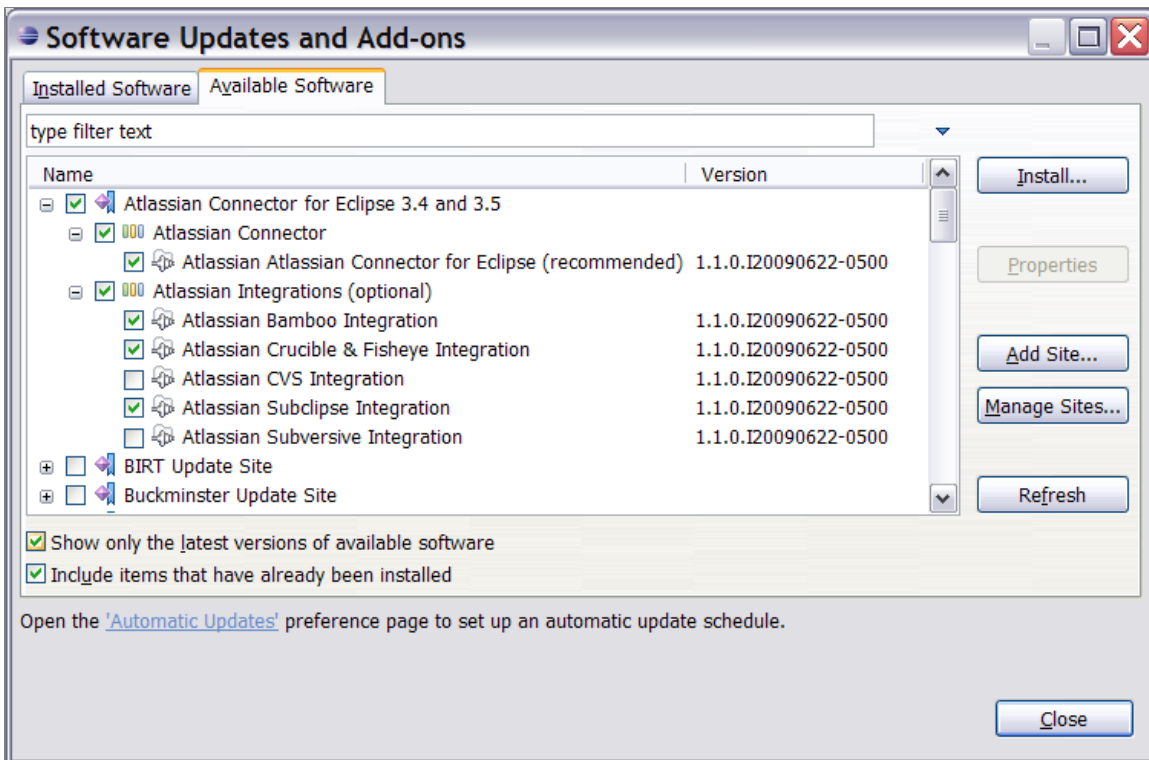 Software Updates and Add-ons
Installed Software Available Software
type filter text
Name Version
Install...
Atlassian Connector for Eclipse 3.4 and 3.5
Atlassian Connector
Atlassian Atlassian Connector for Eclipse (recommended) 1.1.0.I20090622-0500
Properties
Atlassian Integrations (optional)
Atlassian Bamboo Integration 1.1.0.I20090622-0500
Atlassian Crucible & Fisheye Integration 1.1.0.I20090622-0500
Add Site...
Atlassian CVS Integration 1.1.0.I20090622-0500
Atlassian Subclipse Integration 1.1.0.I20090622-0500
Manage Sites...
Atlassian Subversive Integration 1.1.0.I20090622-0500
BIRT Update Site
Buckminster Update Site
Refresh
Show only the latest versions of available software
Include items that have already been installed
Open the 'Automatic Updates' preference page to set up an automatic update schedule.
Close